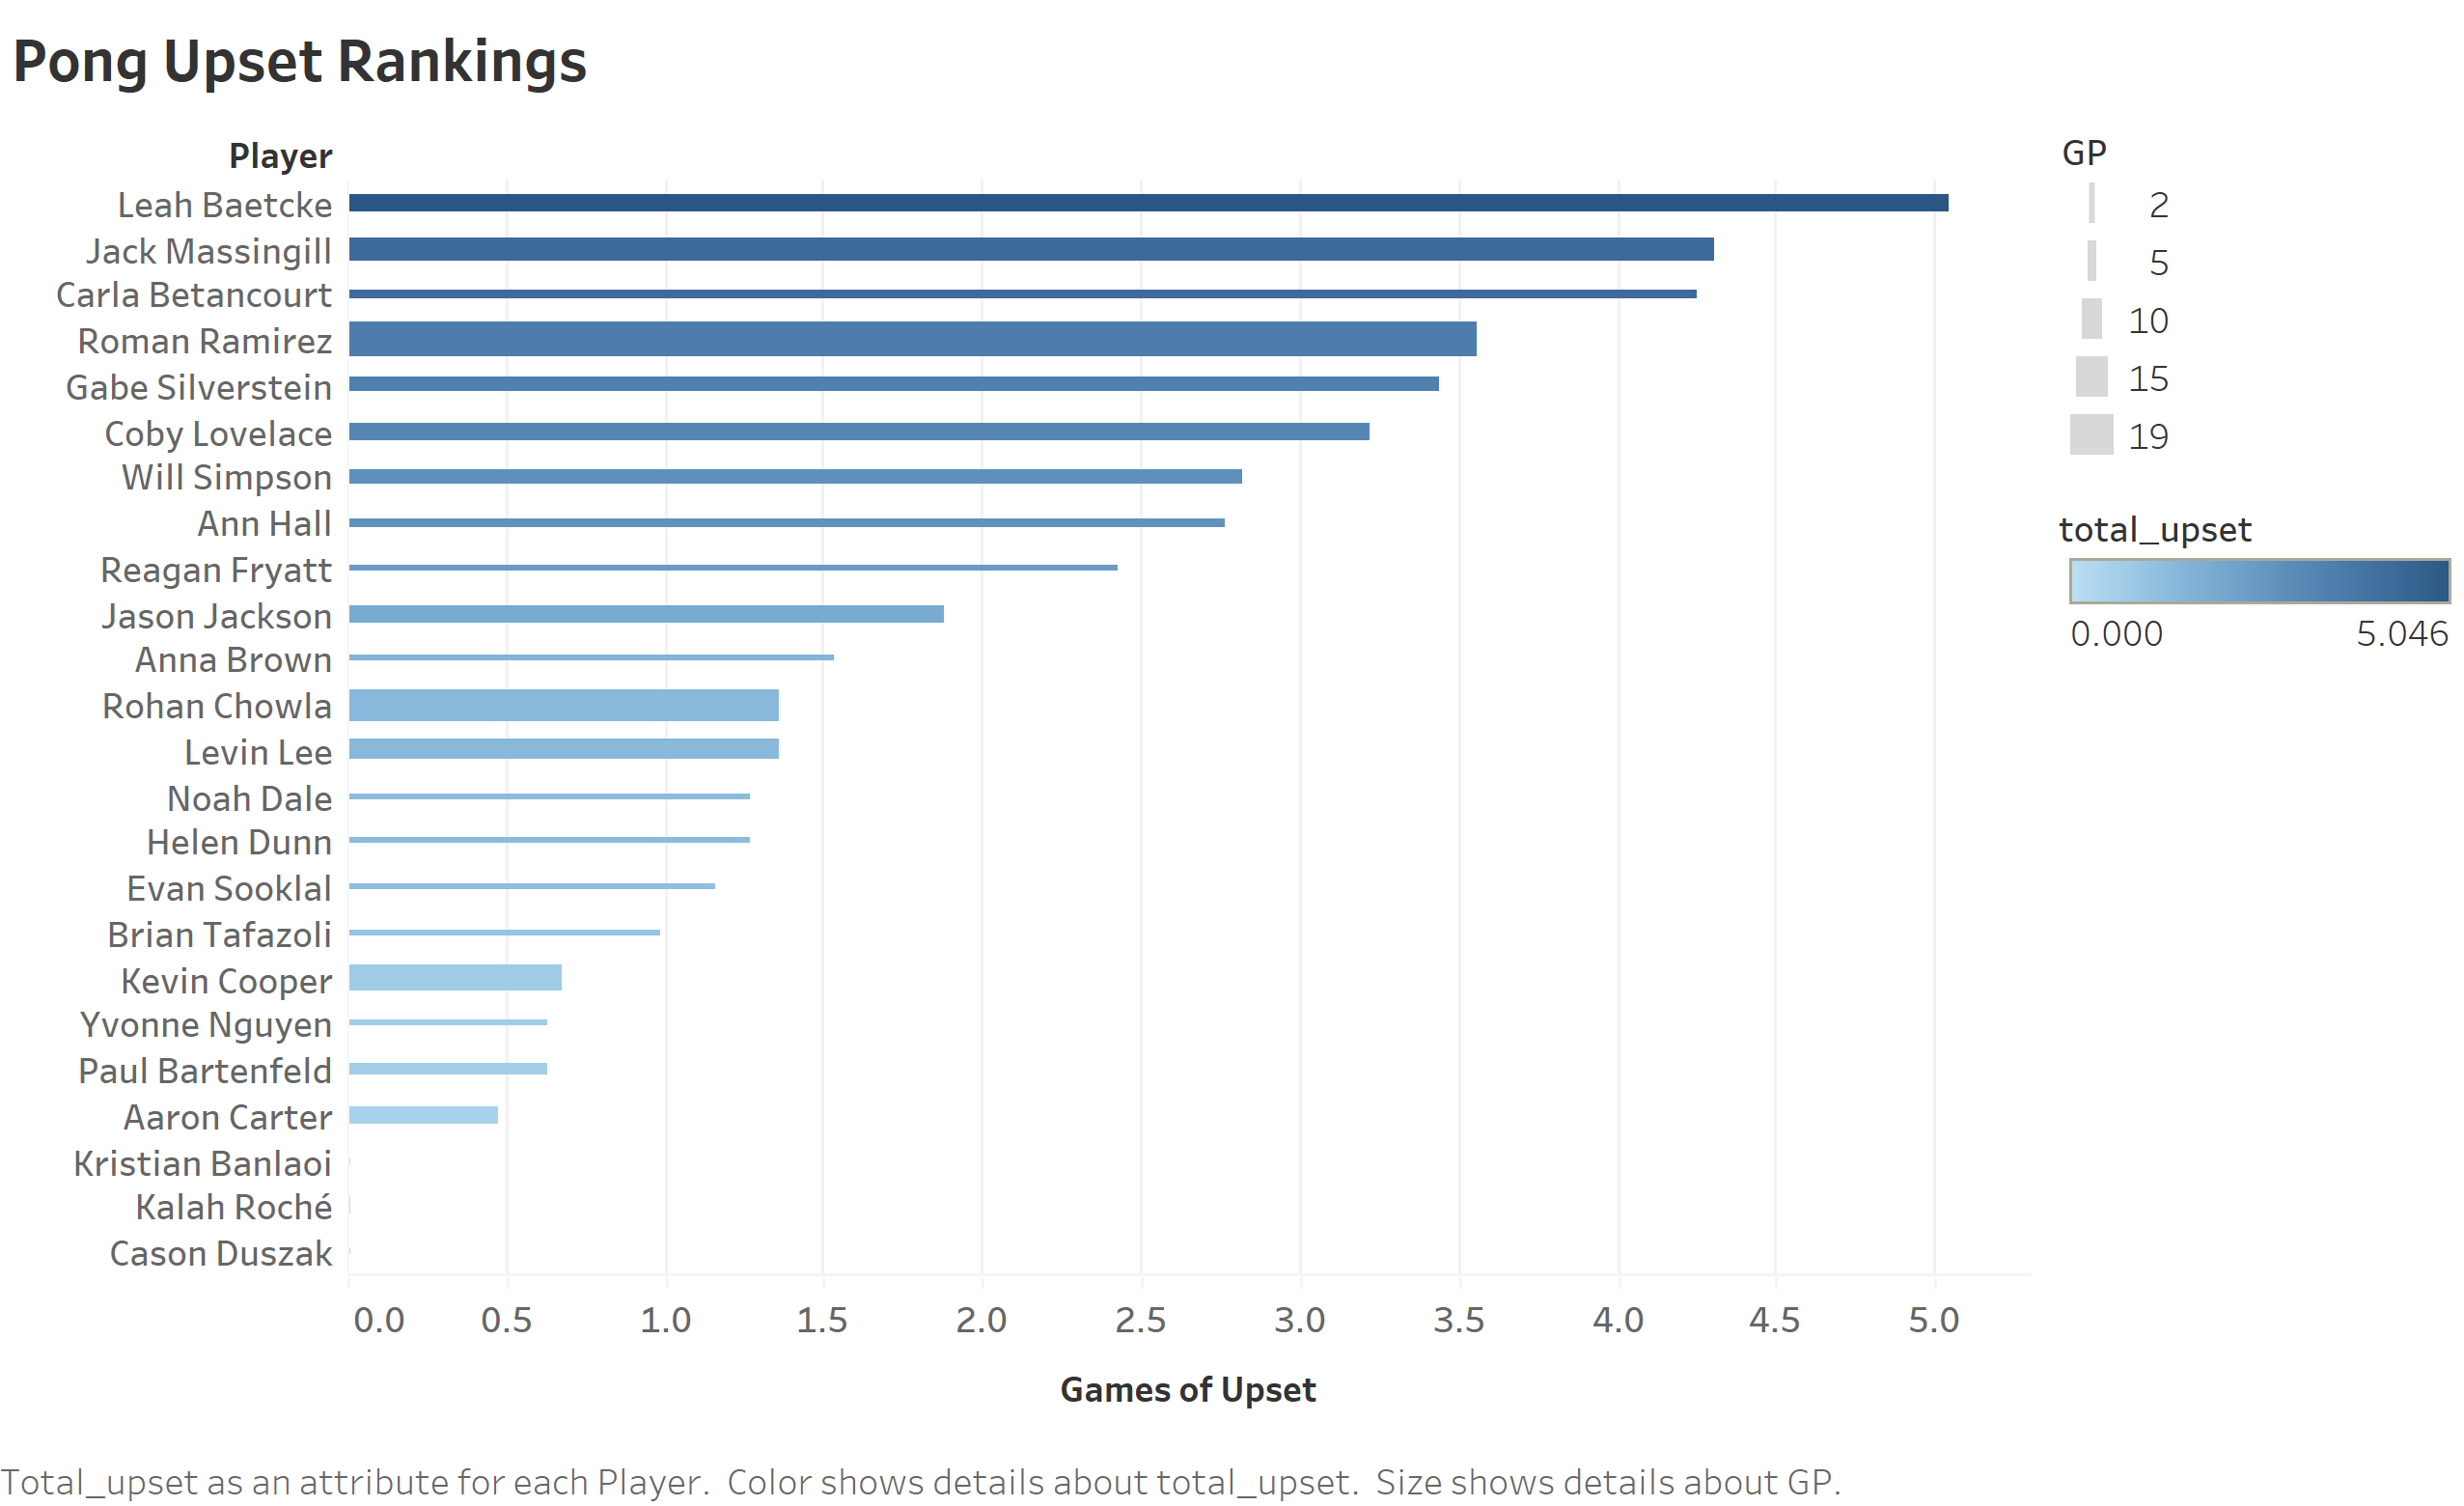 Pong Upset Rankings
Player
Leah Baetcke
Jack Massingill
Carla Betancourt
Roman Ramirez
Gabe Silverstein
Coby Lovelace
Will Simpson
Ann Hall
Reagan Fryatt
Jason Jackson
Anna Brown
Rohan Chowla
Levin Lee
Noah Dale
Helen Dunn
Evan Sooklal
Brian Tafazoli
Kevin Cooper
Yvonne Nguyen
Paul Bartenfeld
Aaron Carter
Kristian Banlaoi
Kalah Roché
Cason Duszak
0.0 0.5 1.0 1.5 2.0 2.5 3.0 3.5 4.0 4.5 5.0
Games of Upset
GP
2
5
10
15
19
total_upset
0.000 5.046
Total_upset as an attribute for each Player. Color shows details about total_upset. Size shows details about GP.